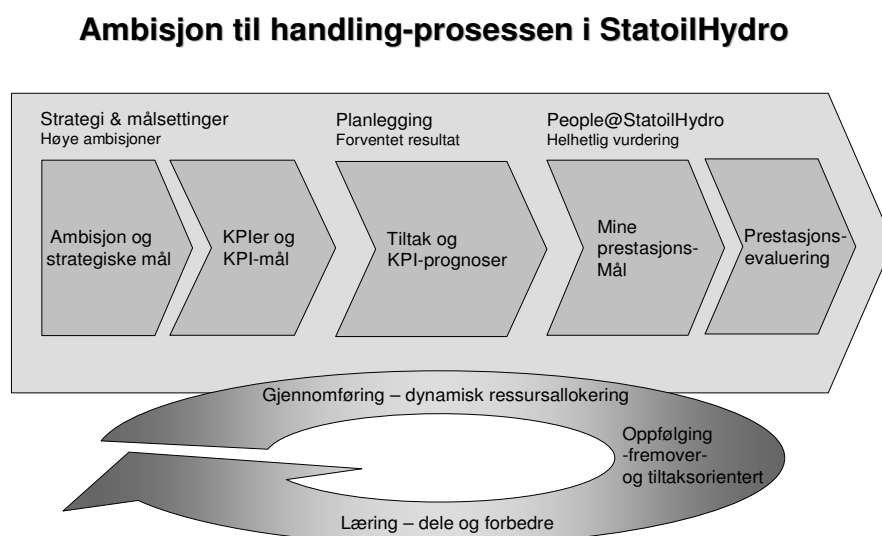 Ambisjon til handling-prosessen i StatoilHydro
Strategi & målsettinger
Høye ambisjoner
Planlegging
Forventet resultat
People@StatoilHydro
Helhetlig vurdering
Ambisjon og
strategiske mål
KPIer og
KPI-mål
Tiltak og
KPI-prognoser
Mine
prestasjons-
Mål
Prestasjons-
evaluering
Gjennomføring – dynamisk ressursallokering
Oppfølging
-fremover-
og tiltaksorientert
Læring – dele og forbedre